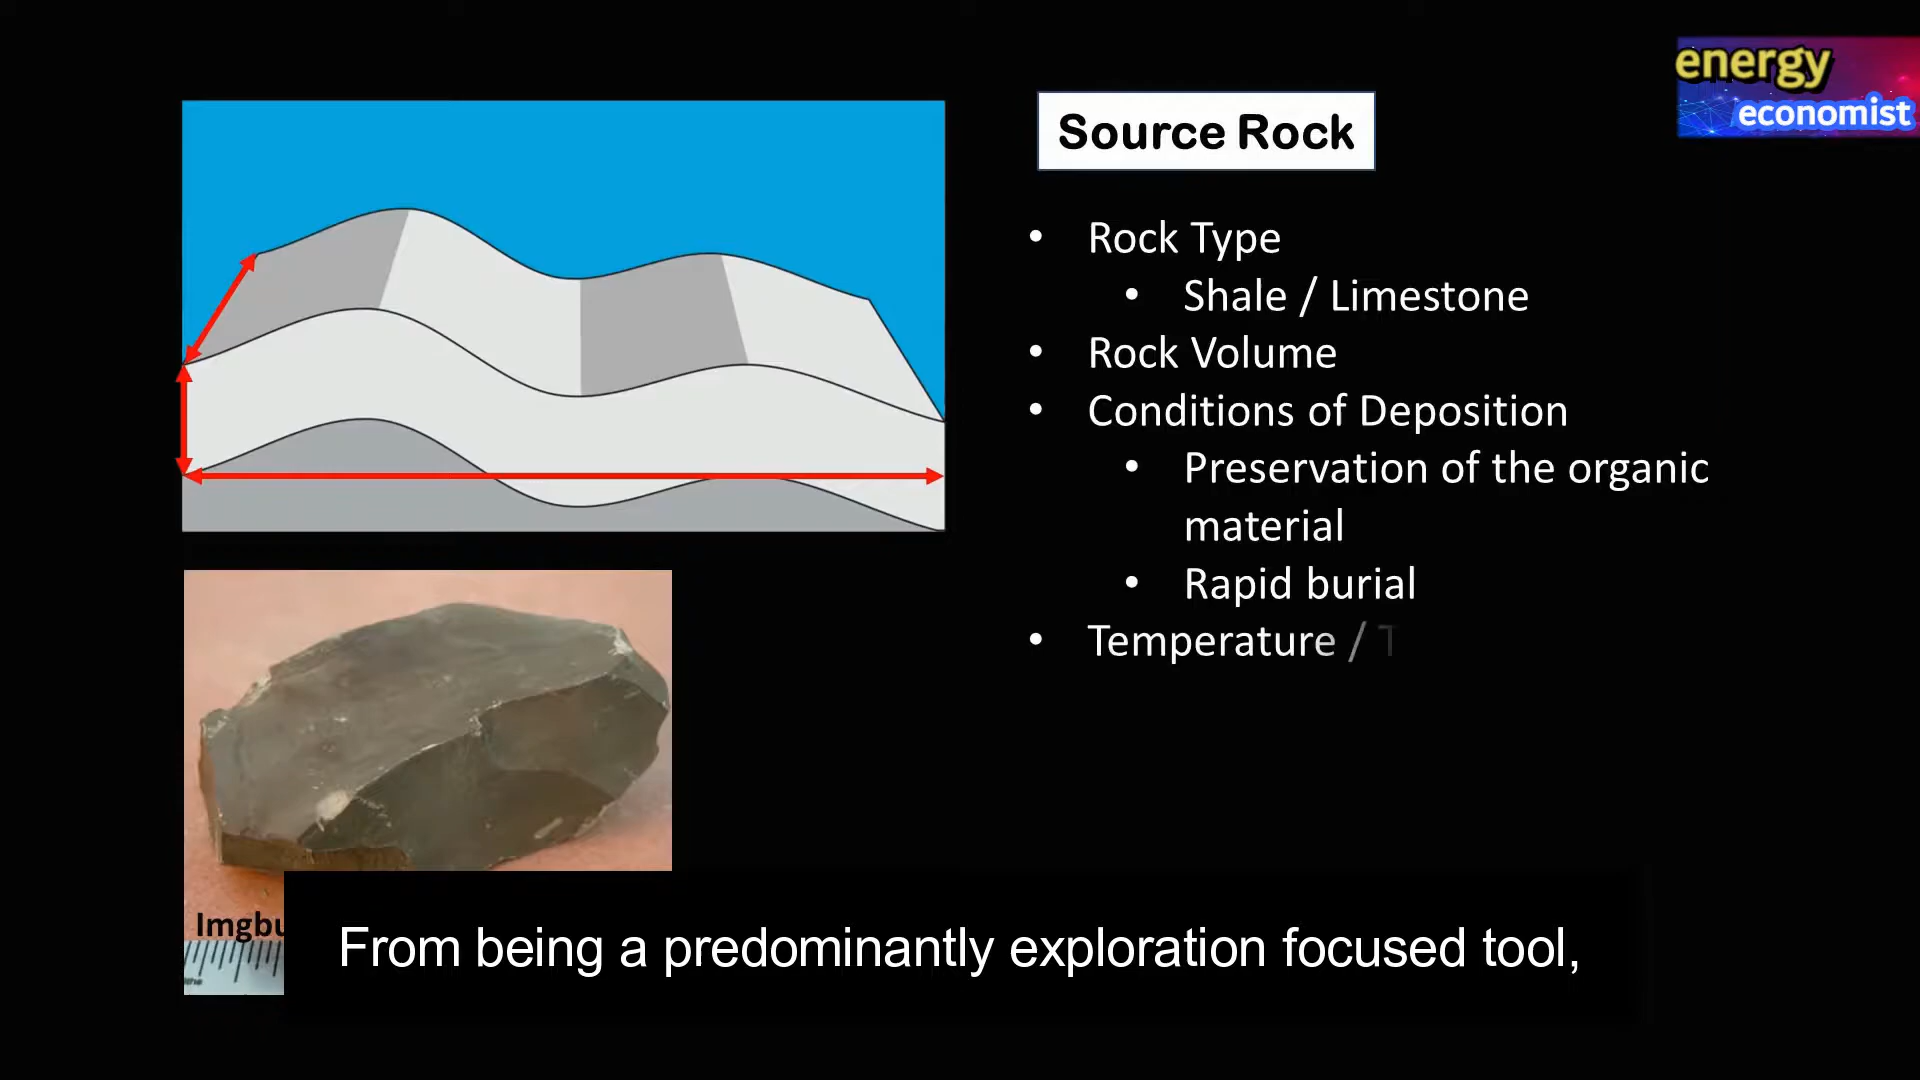 energy
economist
Source Rock
• Rock Type
• Shale / Limestone
• Rock Volume
• Conditions of Deposition
• Preservation of the organic
material
• Rapid burial
• Temperature / T
Imgbu
From being a predominantly exploration focused tool,